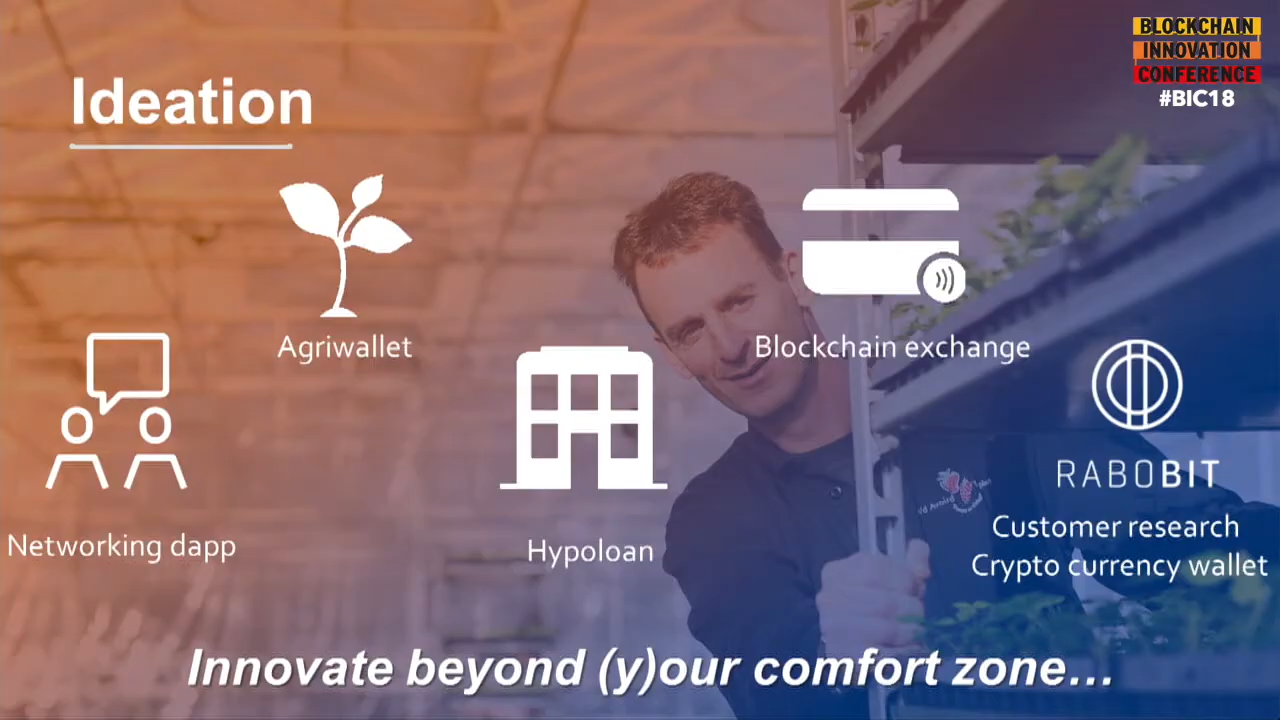 BLOCKCHAIN
INNOVATION
CONFERENCE
#BIC18
Ideation
Agriwallet
Blockchain exchange
Networking dapp
Hypoloan
RABOBIT
Customer research
Crypto currency wallet
Innovate beyond (y)our comfort zone...